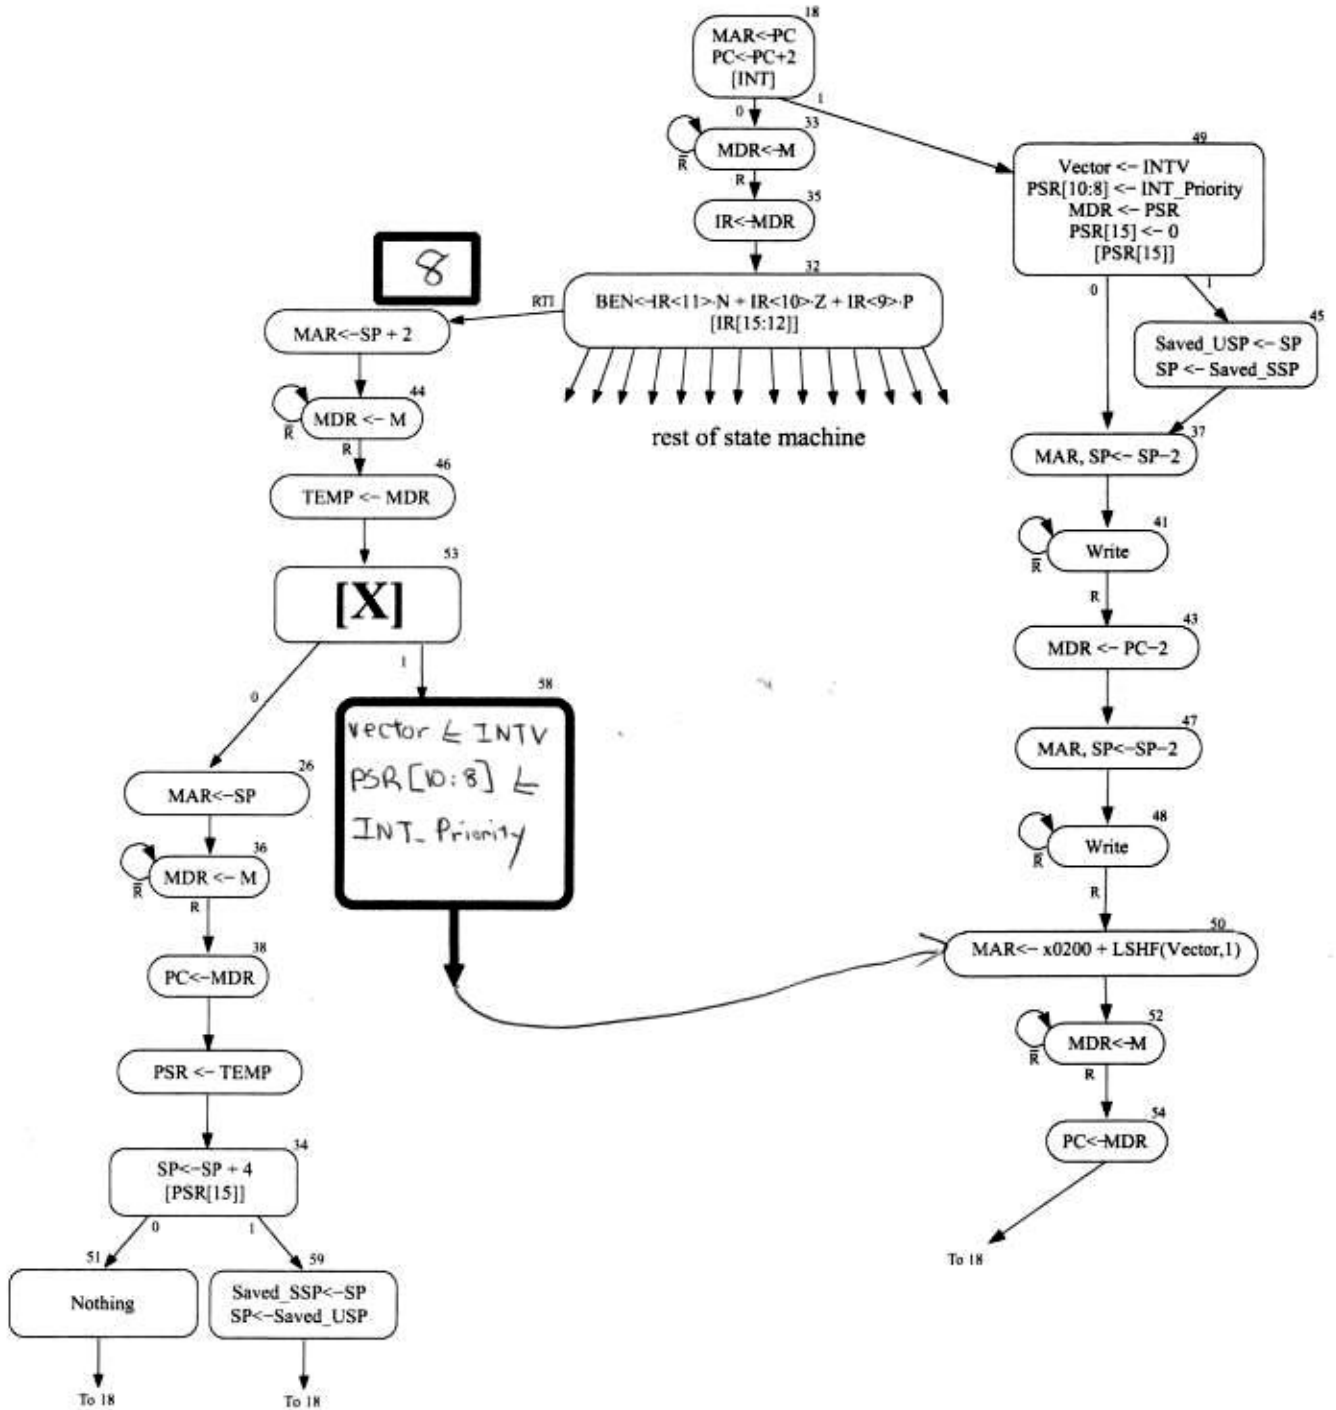 18
MAR<-PC
PC<-PC+2
[INT]
0
1
33
MDR<-M
R
R
35
IR<-MDR
32
BEN<-IR<11>·N + IR<10>·Z + IR<9>·P
[IR[15:12]]
RTI
rest of state machine
8
MAR<-SP + 2
44
MDR <- M
R
R
46
TEMP <- MDR
53
[X]
0
1
58
Vector ← INTV
PSR[10:8] ←
INT_Priority
26
MAR<-SP
36
MDR <- M
R
R
38
PC<-MDR
PSR <- TEMP
34
SP<-SP + 4
[PSR[15]]
0
1
51
Nothing
To 18
59
Saved_SSP<-SP
SP<-Saved_USP
To 18
49
Vector <- INTV
PSR[10:8] <- INT_Priority
MDR <- PSR
PSR[15] <- 0
[PSR[15]]
0
1
45
Saved_USP <- SP
SP <- Saved_SSP
37
MAR, SP<- SP-2
41
Write
R
R
43
MDR <- PC-2
47
MAR, SP<-SP-2
48
Write
R
R
50
MAR<- x0200 + LSHF(Vector,1)
52
MDR<-M
R
R
54
PC<-MDR
To 18